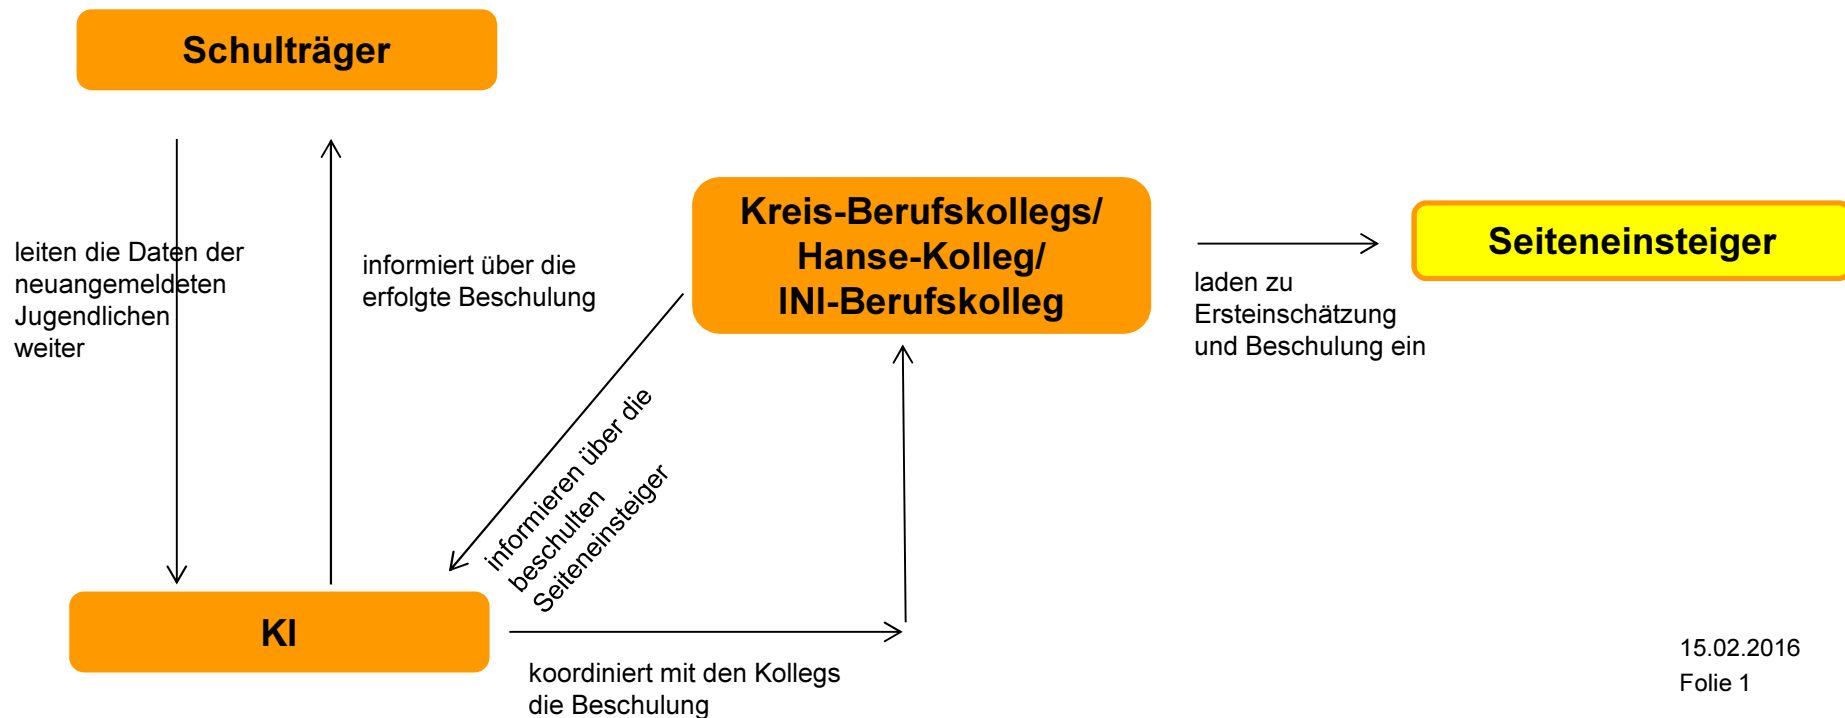 Schulträger
leiten die Daten der
neuangemeldeten
Jugendlichen
weiter
informiert über die
erfolgte Beschulung
Kreis-Berufskollegs/
Hanse-Kolleg/
INI-Berufskolleg
laden zu
Ersteinschätzung
und Beschulung ein
Seiteneinsteiger
informieren über die
beschulten
Seiteneinsteiger
KI
koordiniert mit den Kollegs
die Beschulung
15.02.2016
Folie 1